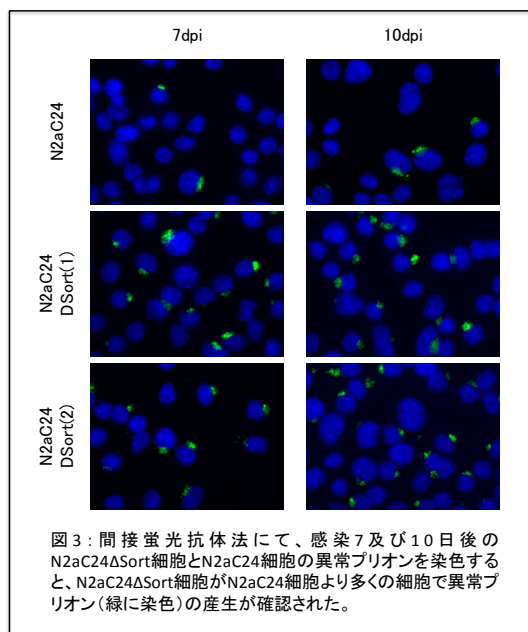 7dpi 10dpi
N2aC24
N2aC24
DSort(1)
N2aC24
DSort(2)
図3：間接蛍光抗体法にて、感染7及び10日後の
N2aC24ΔSort細胞とN2aC24細胞の異常プリオンを染色す
ると、N2aC24ΔSort細胞がN2aC24細胞より多くの細胞で異常プ
リオン（緑に染色）の産生が確認された。